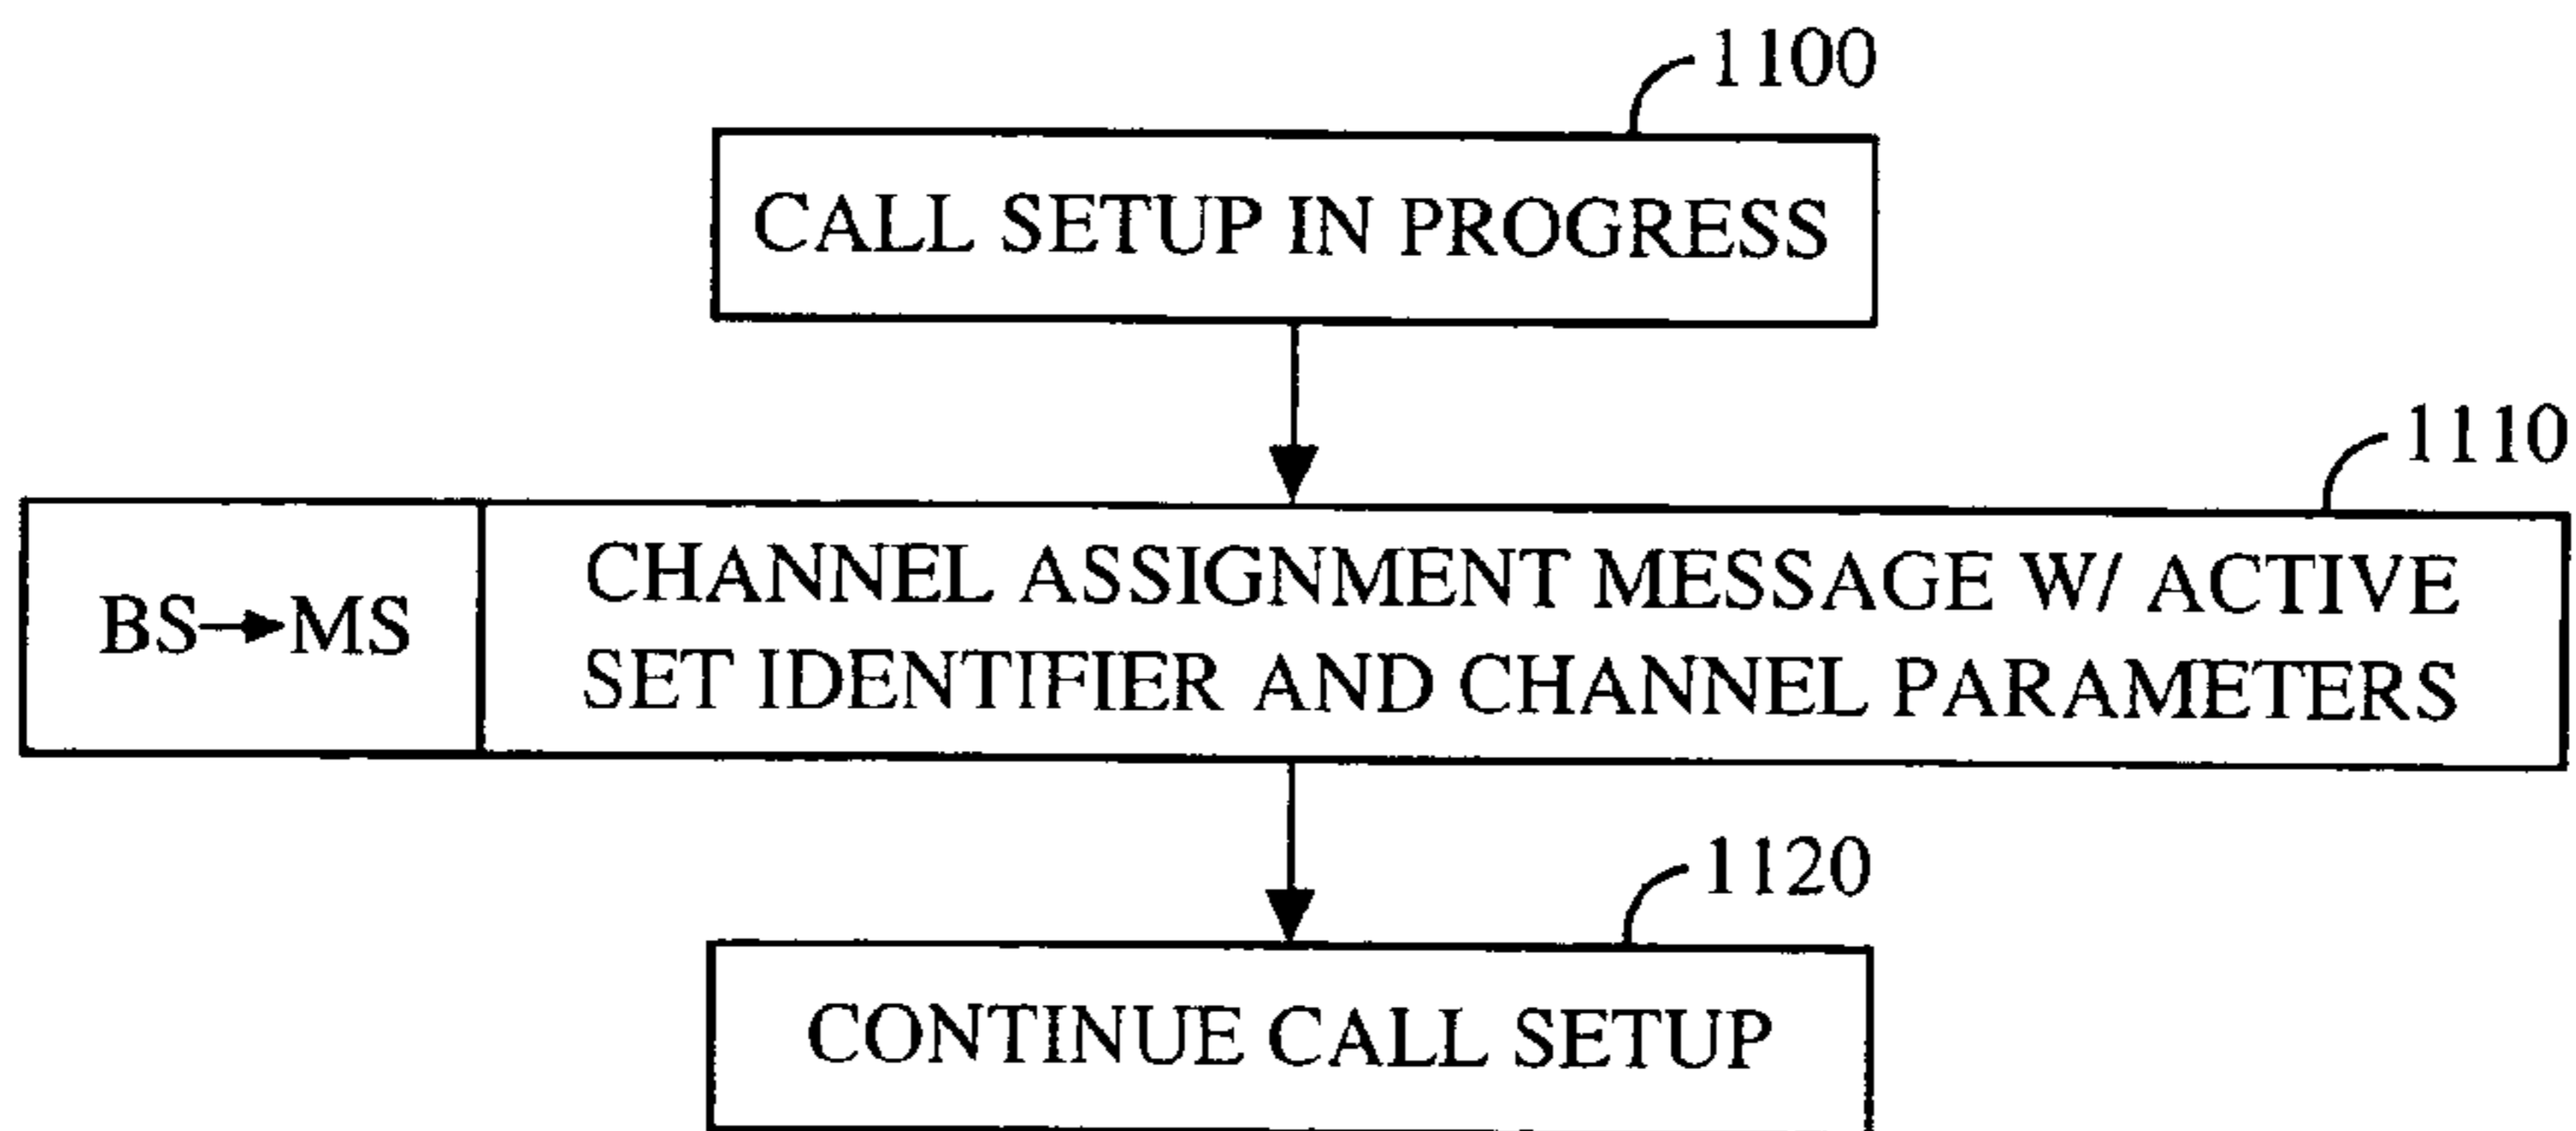 1100
CALL SETUP IN PROGRESS
1110
BS→MS
CHANNEL ASSIGNMENT MESSAGE W/ ACTIVE
SET IDENTIFIER AND CHANNEL PARAMETERS
1120
CONTINUE CALL SETUP